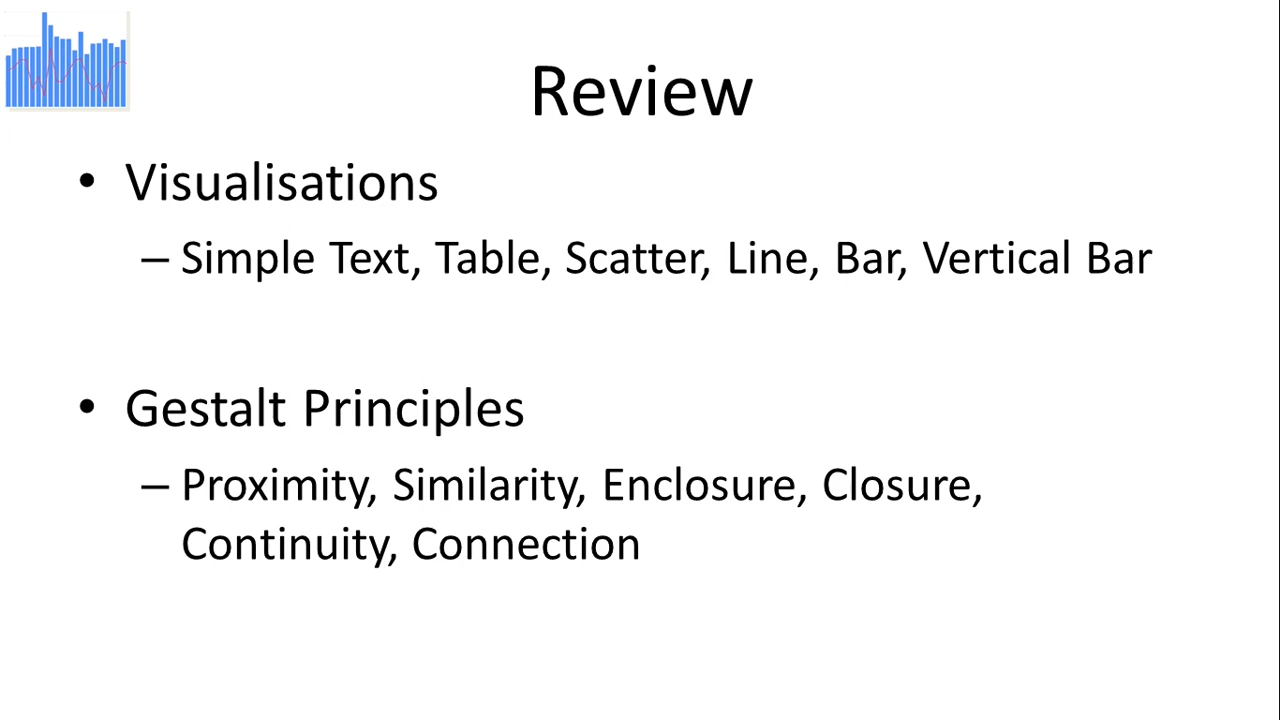 Review
• Visualisations
– Simple Text, Table, Scatter, Line, Bar, Vertical Bar
• Gestalt Principles
– Proximity, Similarity, Enclosure, Closure,
Continuity, Connection